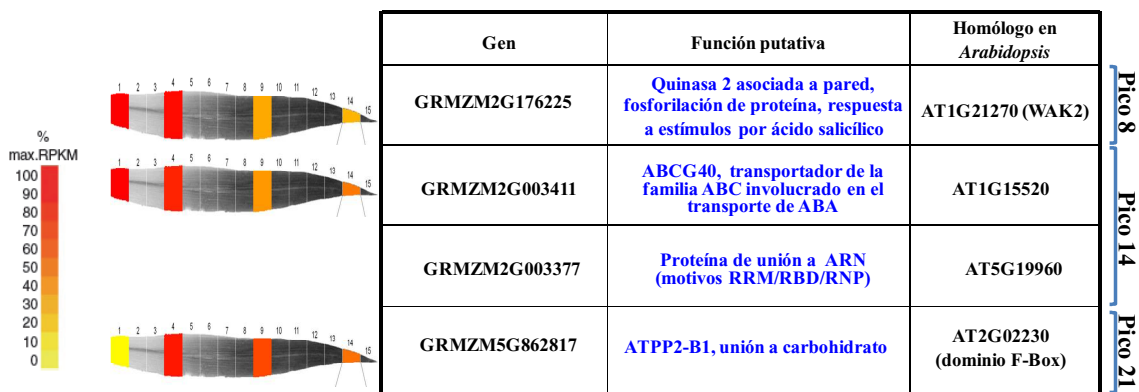 Gen
Función putativa
Homólogo en
Arabidopsis
1 2 3 4 5 6 7 8 9 10 11 12 13 14 15
GRMZM2G176225
Quinasa 2 asociada a pared,
fosforilación de proteína, respuesta
a estímulos por ácido salicílico
AT1G21270 (WAK2)
Pico 8
%
max.RPKM
100
90
80
70
60
50
40
30
20
10
0
1 2 3 4 5 6 7 8 9 10 11 12 13 14 15
GRMZM2G003411
ABCG40, transportador de la
familia ABC involucrado en el
transporte de ABA
AT1G15520
GRMZM2G003377
Proteína de unión a ARN
(motivos RRM/RBD/RNP)
AT5G19960
Pico 14
1 2 3 4 5 6 7 8 9 10 11 12 13 14 15
GRMZM5G862817
ATPP2-B1, unión a carbohidrato
AT2G02230
(dominio F-Box)
Pico 21